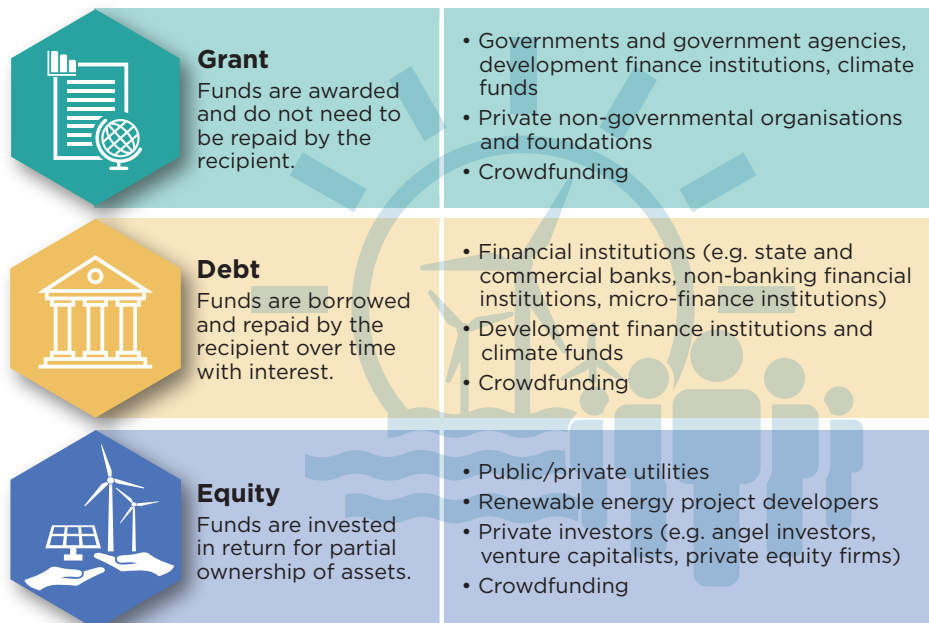 Grant
Funds are awarded
and do not need to
be repaid by the
recipient.
• Governments and government agencies,
development finance institutions, climate
funds
• Private non-governmental organisations
and foundations
• Crowdfunding
Debt
Funds are borrowed
and repaid by the
recipient over time
with interest.
• Financial institutions (e.g. state and
commercial banks, non-banking financial
institutions, micro-finance institutions)
• Development finance institutions and
climate funds
• Crowdfunding
Equity
Funds are invested
in return for partial
ownership of assets.
• Public/private utilities
• Renewable energy project developers
• Private investors (e.g. angel investors,
venture capitalists, private equity firms)
• Crowdfunding